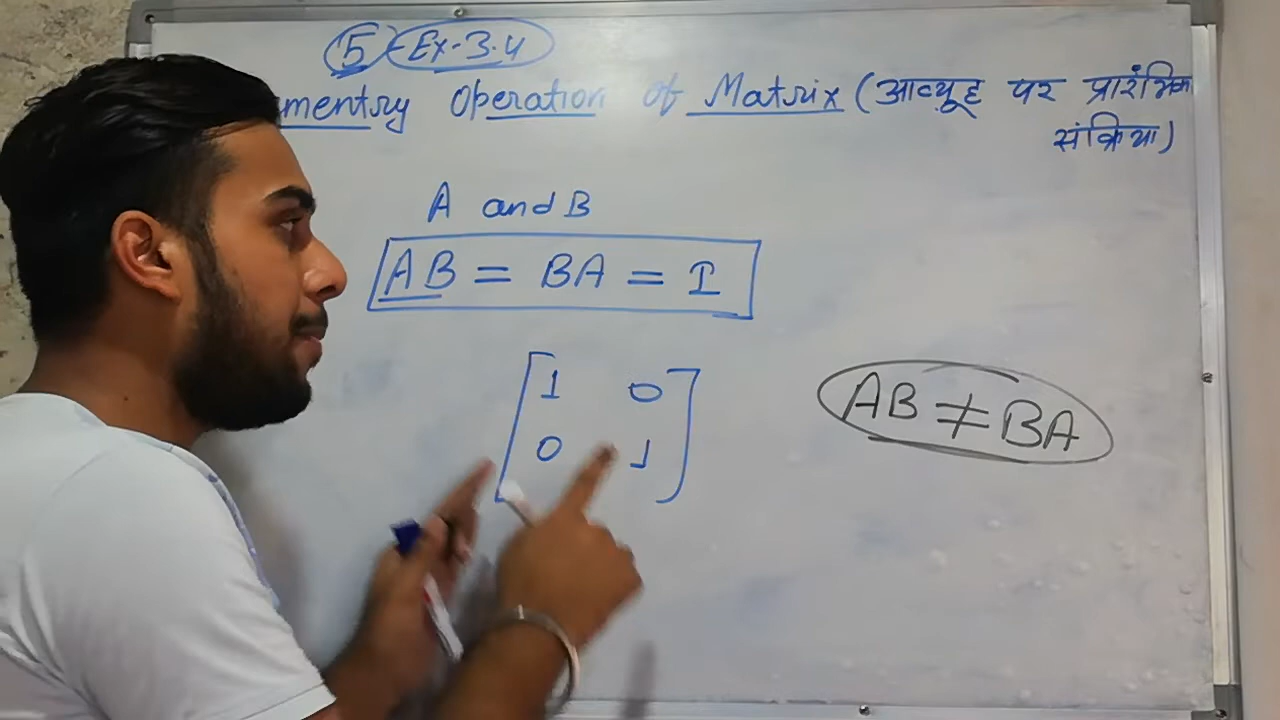 5 Ex-3.4
mentry Operation of Matrix (आव्यूह पर प्रारंभिक
संक्रिया)
A and B
AB = BA = I
1 0
0 1
AB ≠ BA